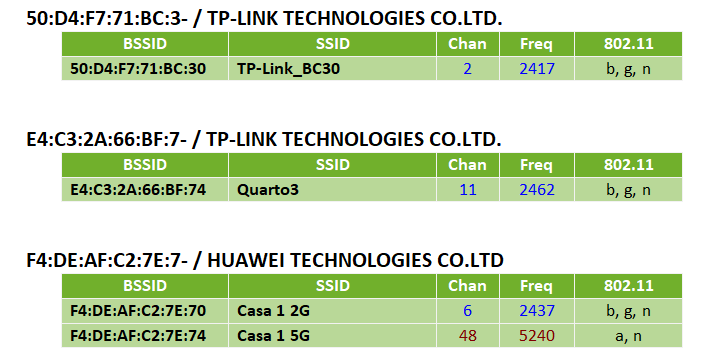 50:D4:F7:71:BC:3- / TP-LINK TECHNOLOGIES CO.LTD.
BSSID SSID Chan Freq 802.11
50:D4:F7:71:BC:30 TP-Link_BC30 2 2417 b, g, n
E4:C3:2A:66:BF:7- / TP-LINK TECHNOLOGIES CO.LTD.
BSSID SSID Chan Freq 802.11
E4:C3:2A:66:BF:74 Quarto3 11 2462 b, g, n
F4:DE:AF:C2:7E:7- / HUAWEI TECHNOLOGIES CO.LTD
BSSID SSID Chan Freq 802.11
F4:DE:AF:C2:7E:70 Casa 1 2G 6 2437 b, g, n
F4:DE:AF:C2:7E:74 Casa 1 5G 48 5240 a, n